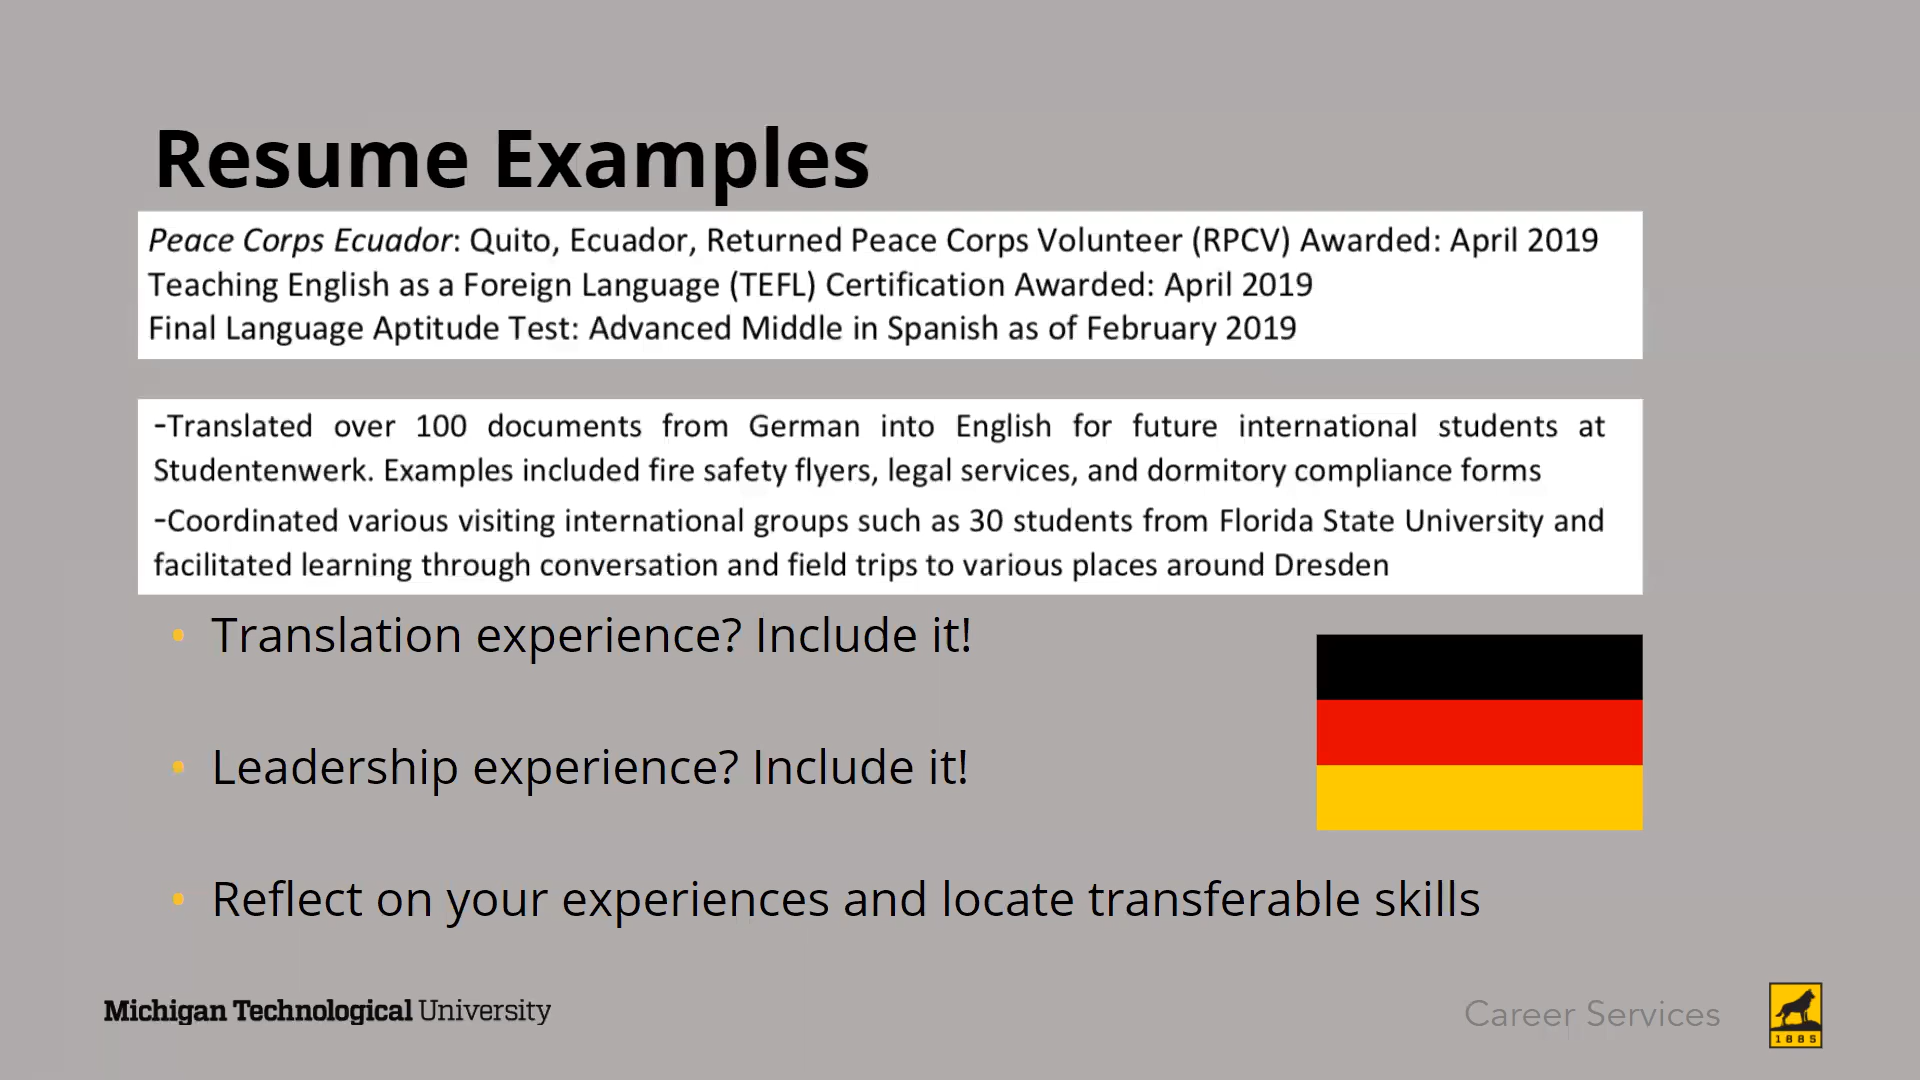 Resume Examples
Peace Corps Ecuador: Quito, Ecuador, Returned Peace Corps Volunteer (RPCV) Awarded: April 2019
Teaching English as a Foreign Language (TEFL) Certification Awarded: April 2019
Final Language Aptitude Test: Advanced Middle in Spanish as of February 2019
-Translated over 100 documents from German into English for future international students at
Studentenwerk. Examples included fire safety flyers, legal services, and dormitory compliance forms
-Coordinated various visiting international groups such as 30 students from Florida State University and
facilitated learning through conversation and field trips to various places around Dresden
• Translation experience? Include it!
• Leadership experience? Include it!
• Reflect on your experiences and locate transferable skills
Michigan Technological University
Career Services
1885